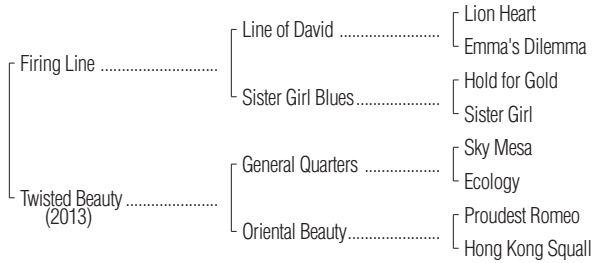 Lion Heart
Line of David
Emma's Dilemma
Firing Line
Hold for Gold
Sister Girl Blues
Sister Girl
Sky Mesa
General Quarters
Ecology
Twisted Beauty
(2013)
Proudest Romeo
Oriental Beauty
Hong Kong Squall